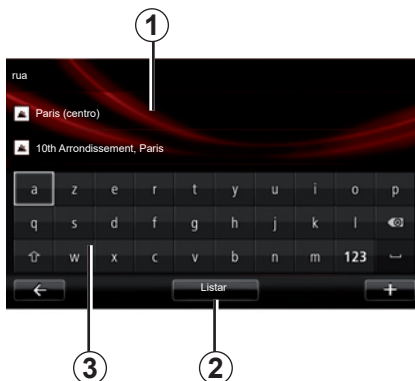 1
rua
Paris (centro)
10th Arrondissement, Paris
a z e r t y u i o p
q s d f g h j k l
w x c v b n m 123
Listar
3 2